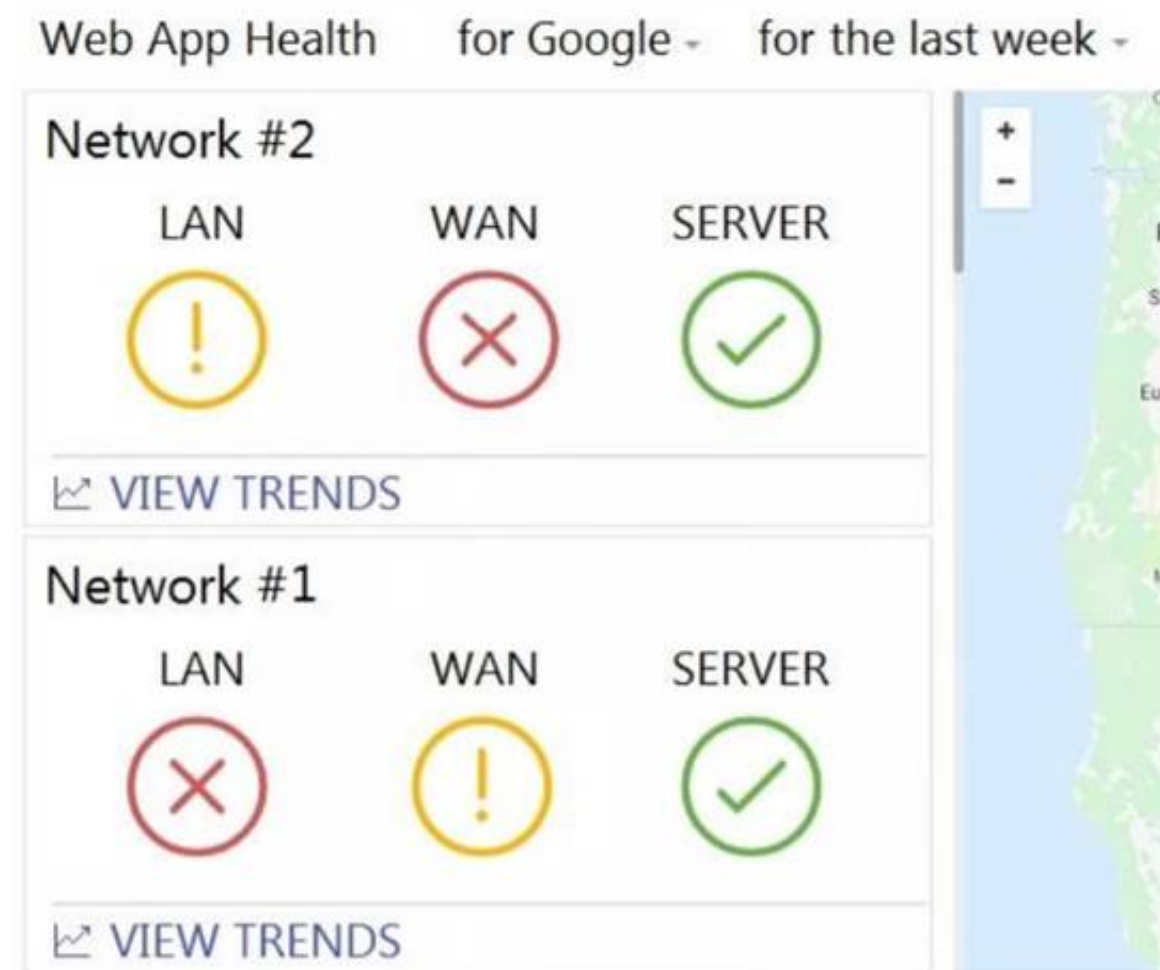 Web App Health for Google for the last week
Network #2
LAN WAN SERVER
VIEW TRENDS
Network #1
LAN WAN SERVER
VIEW TRENDS
+
-
Eu